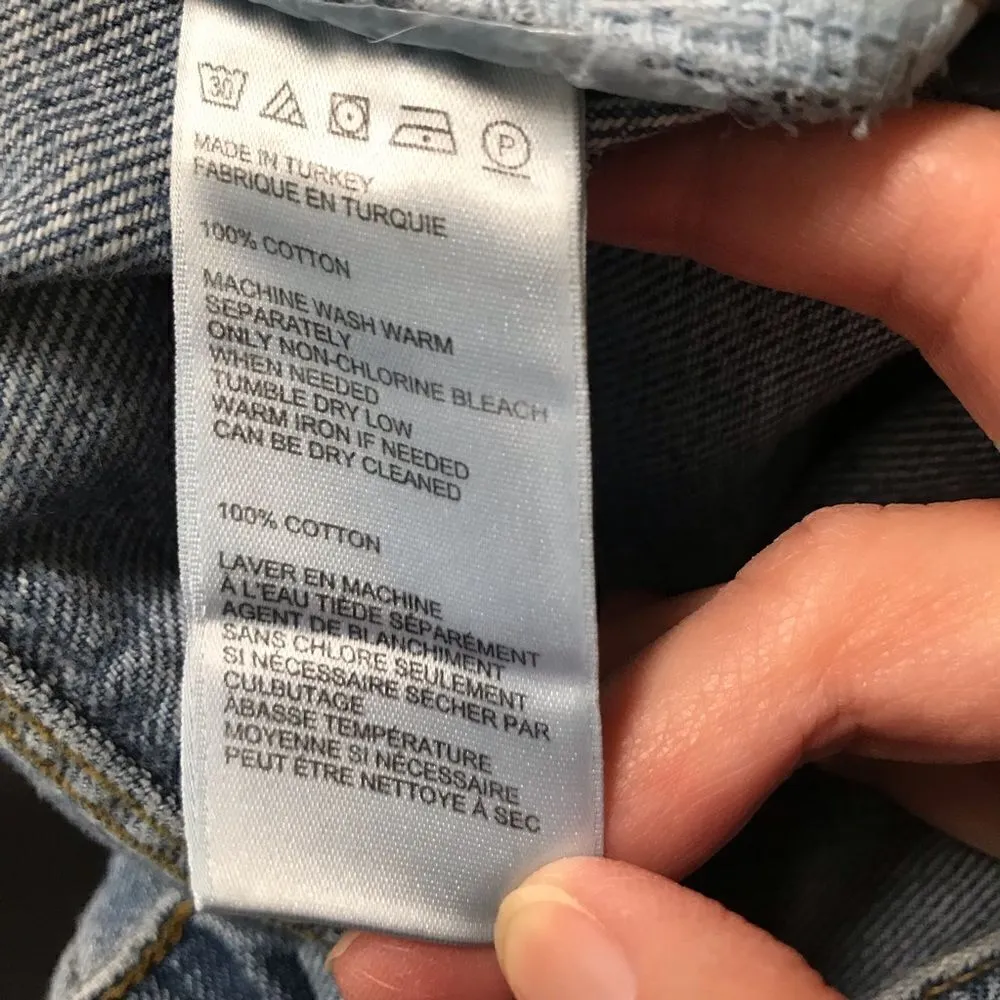 30
P
MADE IN TURKEY
FABRIQUE EN TURQUIE
100% COTTON
MACHINE WASH WARM
SEPARATELY
ONLY NON-CHLORINE BLEACH
WHEN NEEDED
TUMBLE DRY LOW
WARM IRON IF NEEDED
CAN BE DRY CLEANED
100% COTTON
LAVER EN MACHINE
À L'EAU TIÈDE SÉPARÉMENT
AGENT DE BLANCHIMENT
SANS CHLORE SEULEMENT
SI NÉCESSAIRE SÉCHER PAR
CULBUTAGE
ABASSE TEMPÉRATURE
MOYENNE SI NÉCESSAIRE
PEUT ÊTRE NETTOYE À SEC